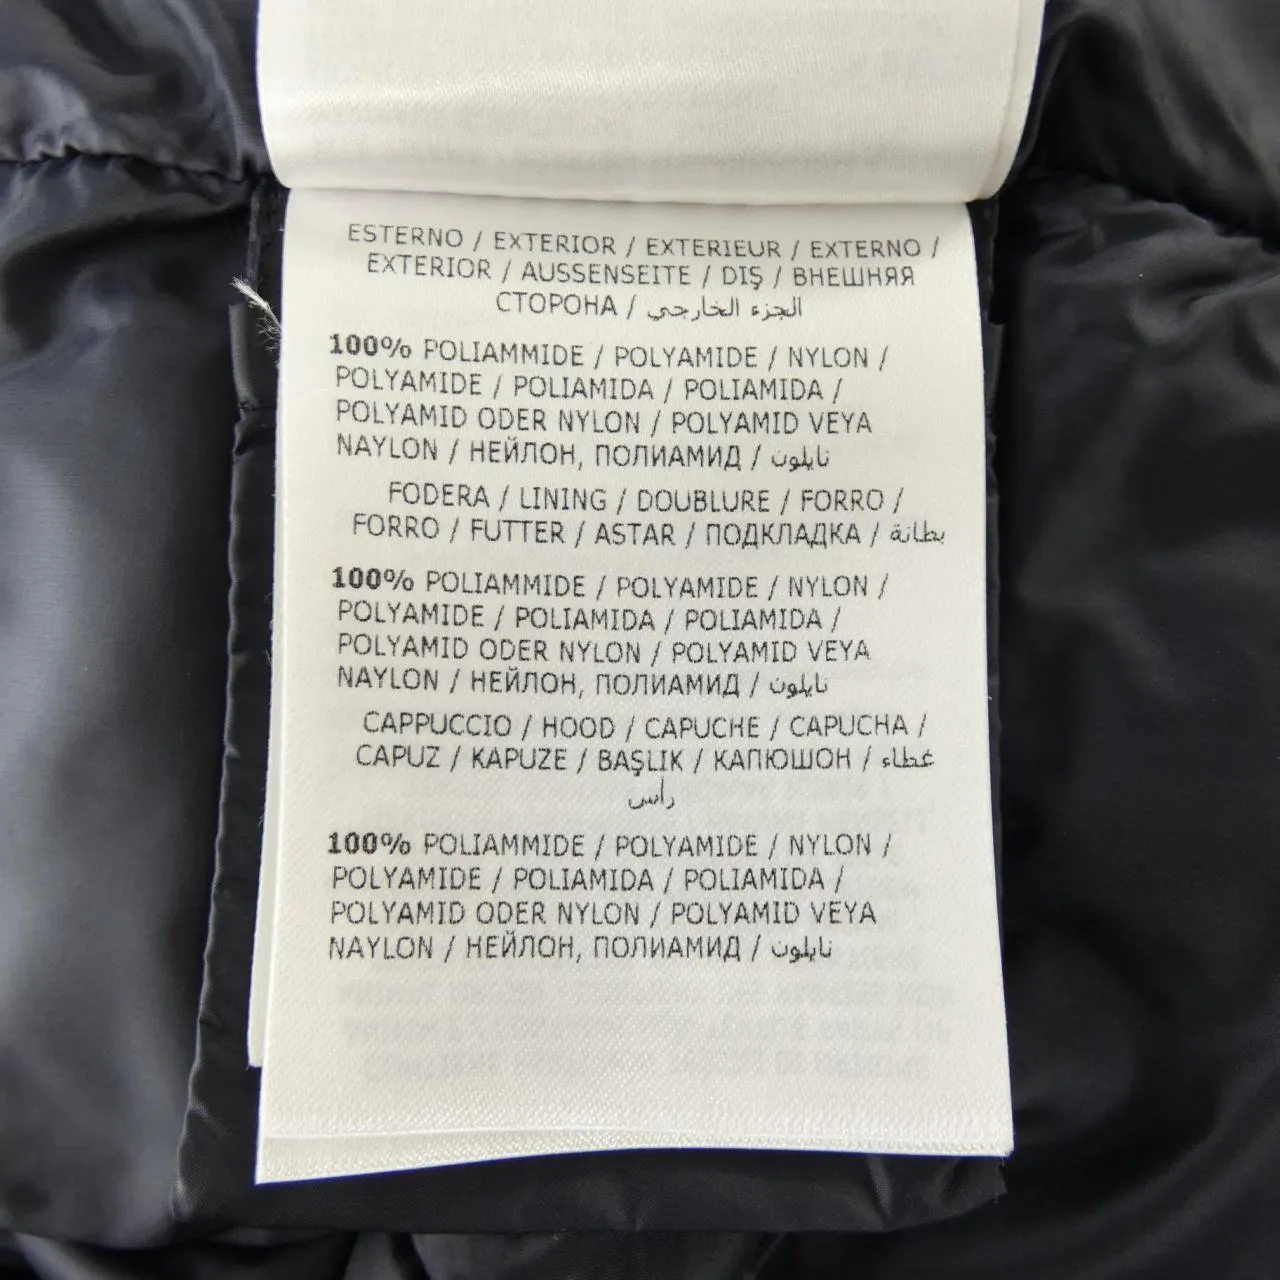 ESTERNO / EXTERIOR / EXTERIEUR / EXTERNO /
EXTERIOR / AUSSENSEITE / DIŞ / ВНЕШНЯЯ
СТОРОНА / الجزء الخارجي
100% POLIAMMIDE / POLYAMIDE / NYLON /
POLYAMIDE / POLIAMIDA / POLIAMIDA /
POLYAMID ODER NYLON / POLYAMID VEYA
NAYLON / НЕЙЛОН, ПОЛИАМИД / نايلون
FODERA / LINING / DOUBLURE / FORRO /
FORRO / FUTTER / ASTAR / ПОДКЛАДКА / بطانة
100% POLIAMMIDE / POLYAMIDE / NYLON /
POLYAMIDE / POLIAMIDA / POLIAMIDA /
POLYAMID ODER NYLON / POLYAMID VEYA
NAYLON / НЕЙЛОН, ПОЛИАМИД / نايلون
CAPPUCCIO / HOOD / CAPUCHE / CAPUCHA /
CAPUZ / KAPUZE / BAŞLIK / КАПЮШОН / غطاء
رأس
100% POLIAMMIDE / POLYAMIDE / NYLON /
POLYAMIDE / POLIAMIDA / POLIAMIDA /
POLYAMID ODER NYLON / POLYAMID VEYA
NAYLON / НЕЙЛОН, ПОЛИАМИД / نايلون